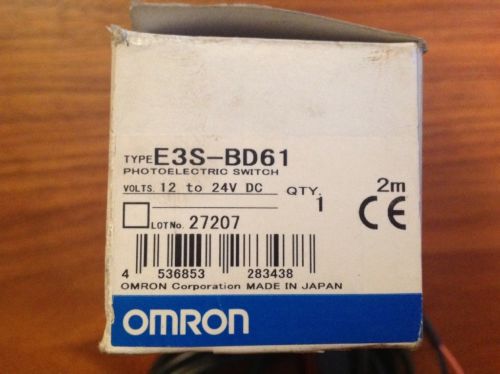 TYPE E3S-BD61
PHOTOELECTRIC SWITCH
VOLTS. 12 to 24V DC QTY. 2m
1 CE
LOT No. 27207
4 536853 283438
OMRON Corporation MADE IN JAPAN
OMRON